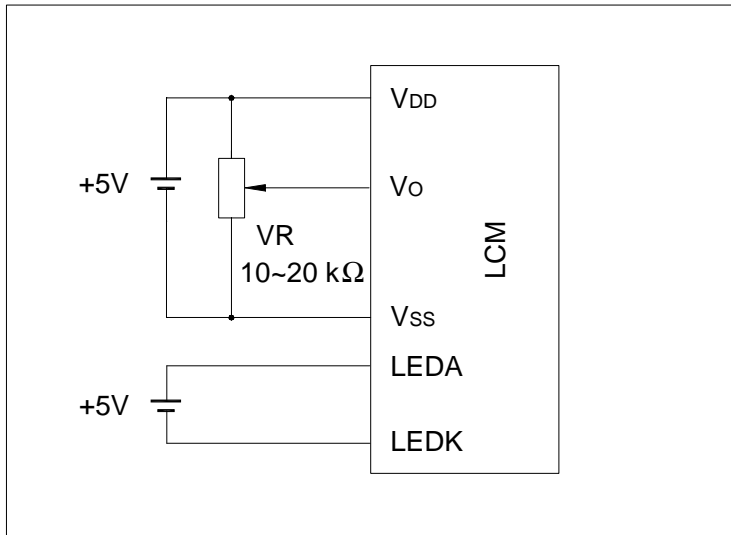 VDD
+5V
VO
VR
10~20 kΩ
LCM
VSS
LEDA
+5V
LEDK